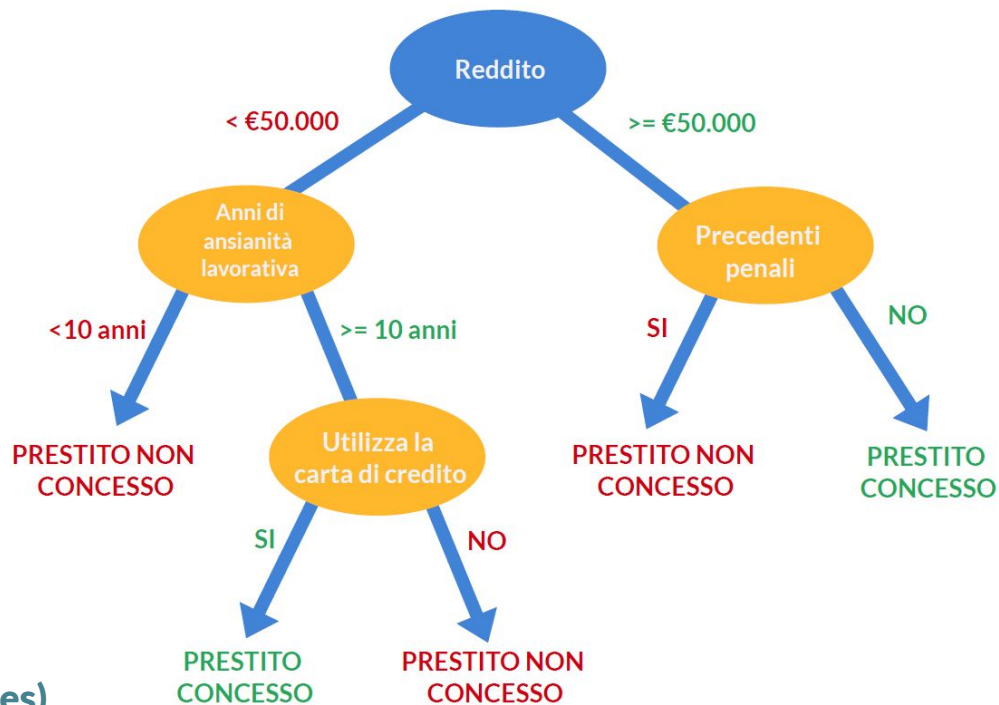 Reddito
< €50.000
>= €50.000
Anni di
ansianità
lavorativa
Precedenti
penali
<10 anni
>= 10 anni
SI
NO
PRESTITO NON
CONCESSO
Utilizza la
carta di credito
PRESTITO NON
CONCESSO
PRESTITO
CONCESSO
SI
NO
PRESTITO
CONCESSO
PRESTITO NON
CONCESSO
es)